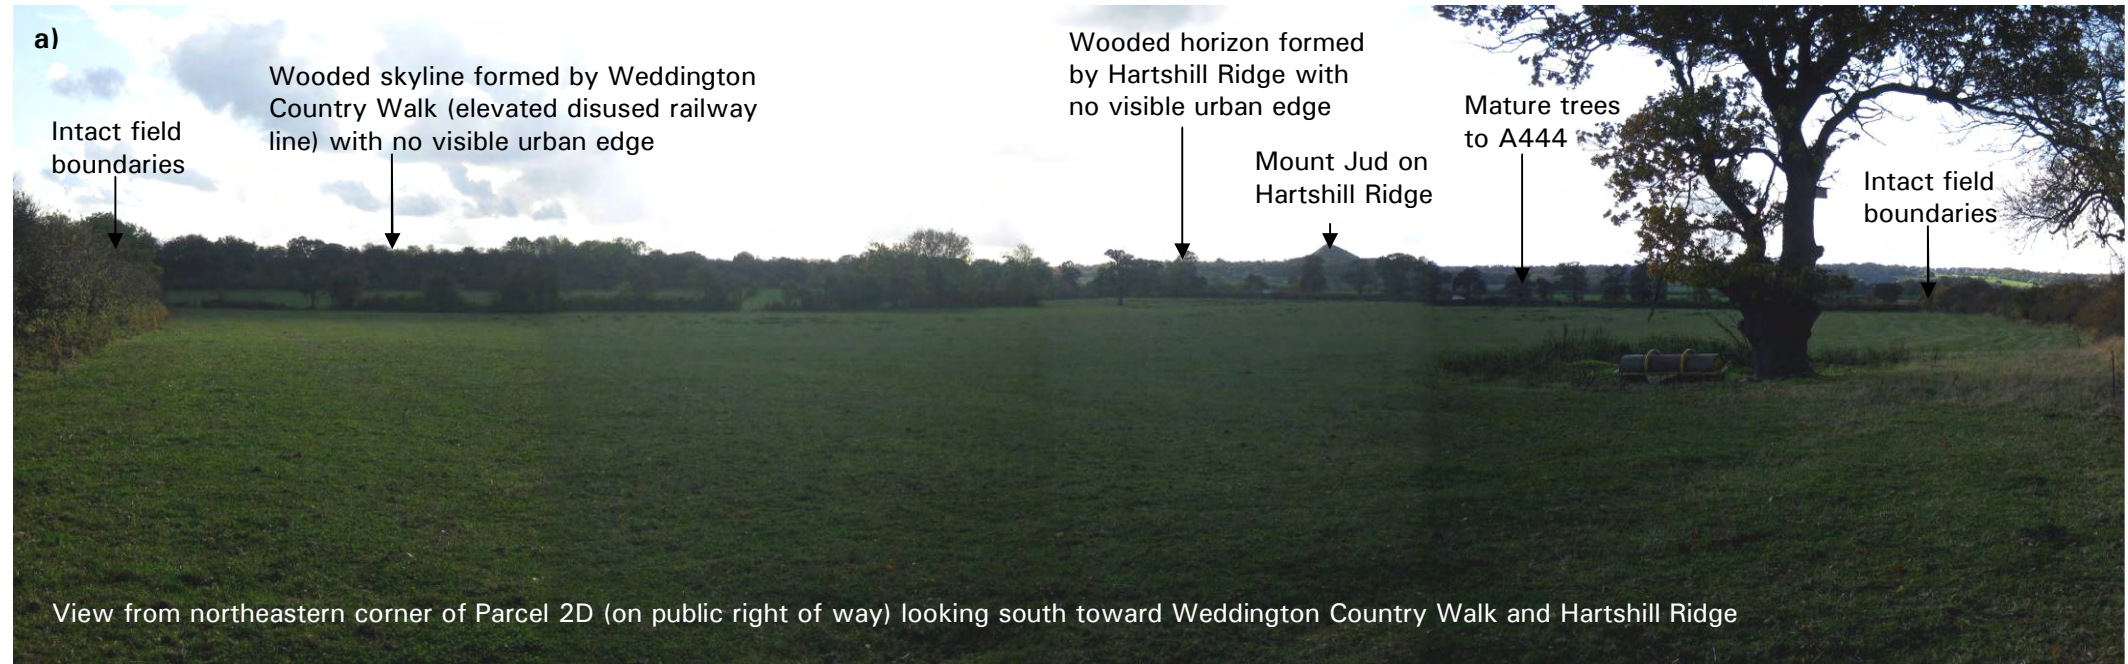 a)
Intact field
boundaries
Wooded skyline formed by Weddington
Country Walk (elevated disused railway
line) with no visible urban edge
Wooded horizon formed
by Hartshill Ridge with
no visible urban edge
Mount Jud on
Hartshill Ridge
Mature trees
to A444
Intact field
boundaries
View from northeastern corner of Parcel 2D (on public right of way) looking south toward Weddington Country Walk and Hartshill Ridge